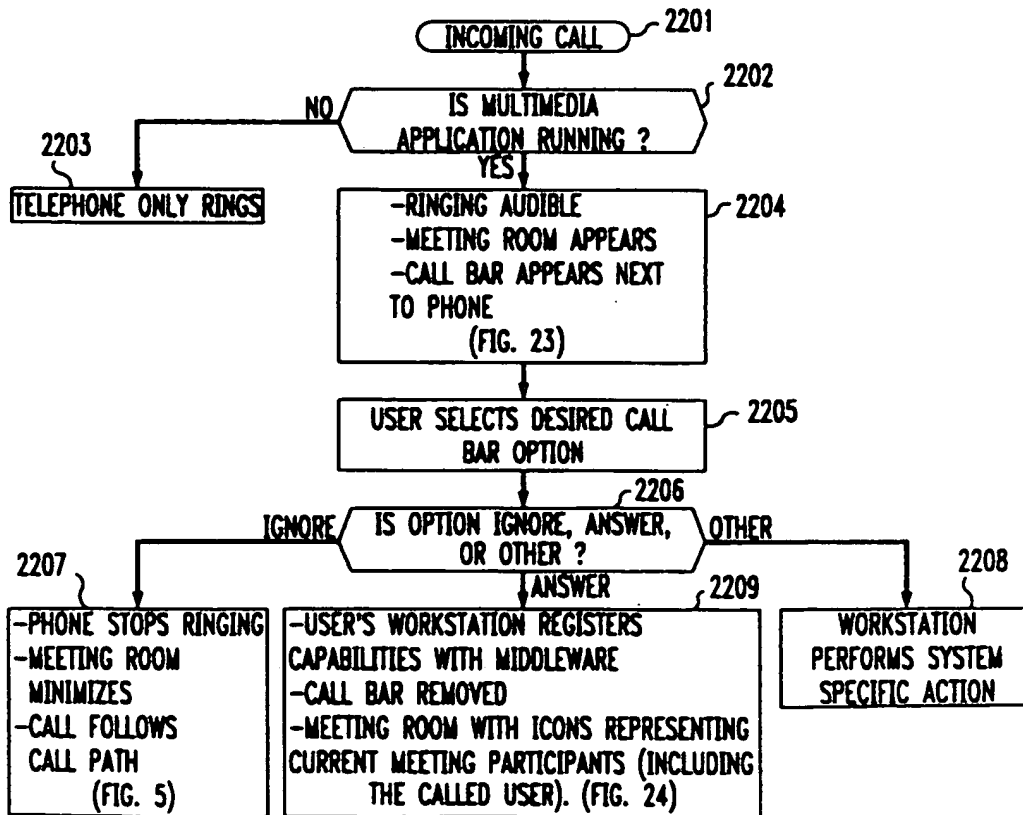 INCOMING CALL
2201
2202
NO
IS MULTIMEDIA
APPLICATION RUNNING ?
YES
2203
TELEPHONE ONLY RINGS
2204
-RINGING AUDIBLE
-MEETING ROOM APPEARS
-CALL BAR APPEARS NEXT
TO PHONE
(FIG. 23)
2205
USER SELECTS DESIRED CALL
BAR OPTION
2206
IGNORE
IS OPTION IGNORE, ANSWER,
OR OTHER ?
OTHER
ANSWER
2207
-PHONE STOPS RINGING
-MEETING ROOM
MINIMIZES
-CALL FOLLOWS
CALL PATH
(FIG. 5)
2209
-USER'S WORKSTATION REGISTERS
CAPABILITIES WITH MIDDLEWARE
-CALL BAR REMOVED
-MEETING ROOM WITH ICONS REPRESENTING
CURRENT MEETING PARTICIPANTS (INCLUDING
THE CALLED USER). (FIG. 24)
2208
WORKSTATION
PERFORMS SYSTEM
SPECIFIC ACTION